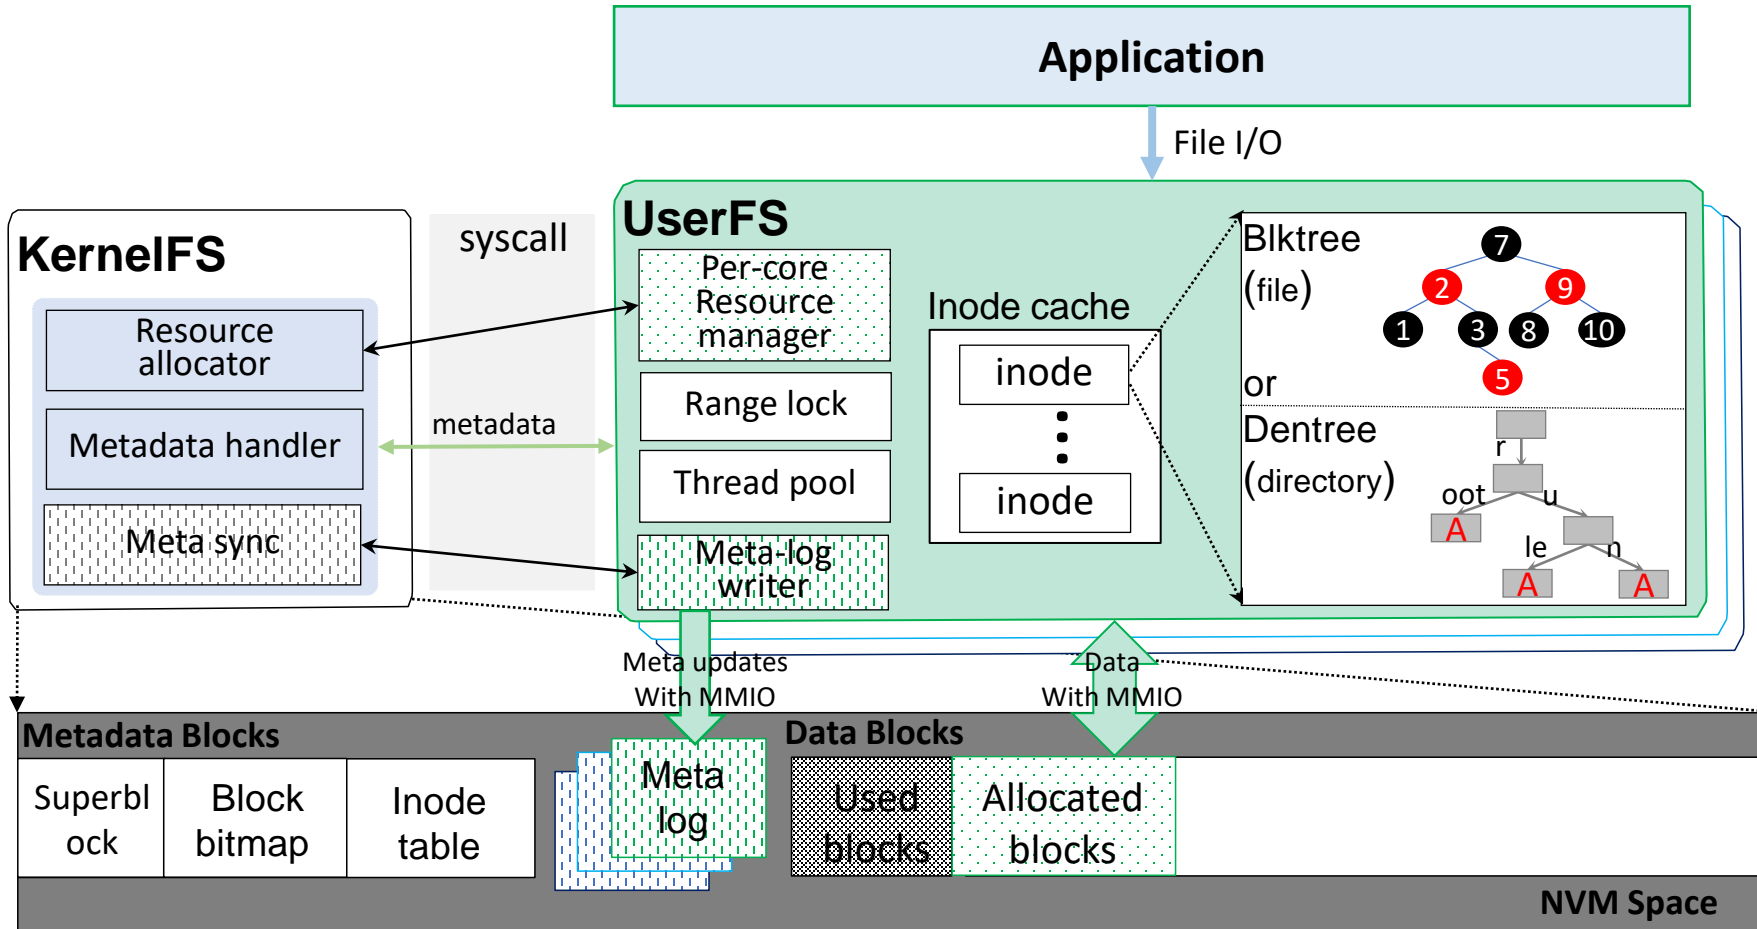 Application
File I/O
KernelFS
Resource
allocator
Metadata handler
Meta sync
syscall
metadata
UserFS
Per-core
Resource
manager
Range lock
Thread pool
Meta-log
writer
Inode cache
inode
inode
Blktree
(file)
or
7
2
9
1
3
8
10
5
Dentree
(directory)
r
oot
u
A
le
n
A
A
Meta updates
With MMIO
Data
With MMIO
Metadata Blocks
Superbl
ock
Block
bitmap
Inode
table
Meta
log
Data Blocks
Used
blocks
Allocated
blocks
NVM Space